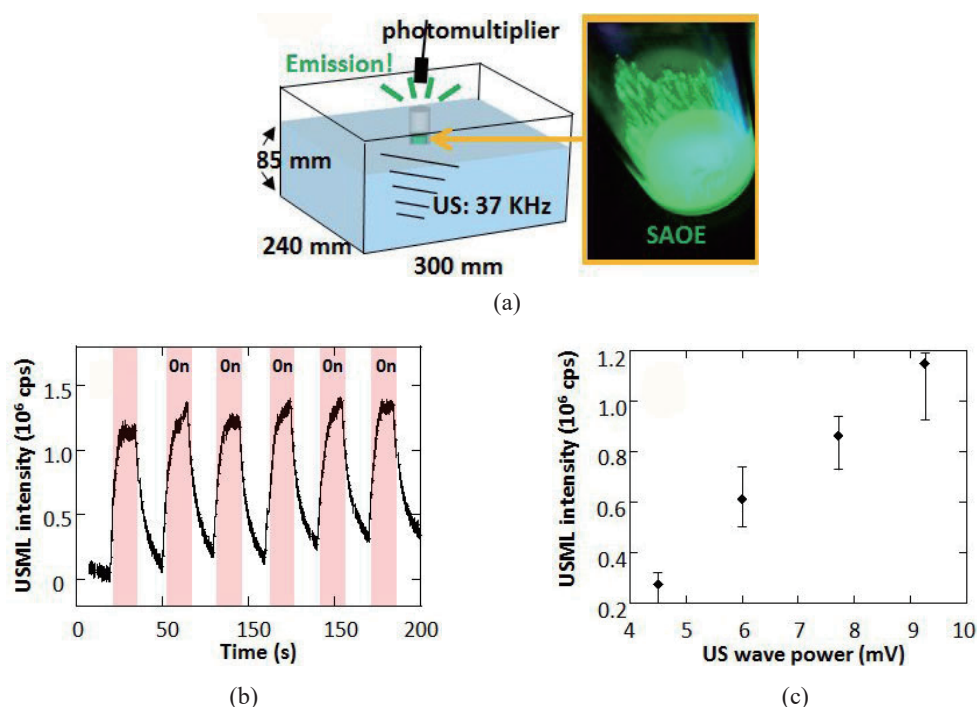 photomultiplier
Emission!
85 mm
US: 37 KHz
240 mm
300 mm
SAOE
(a)
USML intensity (10⁶ cps)
On On On On On
1.5
1.0
0.5
0
0 50 100 150 150 200
Time (s)
(b)
USML intensity (10⁶ cps)
1.2
1.0
0.8
0.6
0.4
0.2
4 5 6 7 8 9 10
US wave power (mV)
(c)